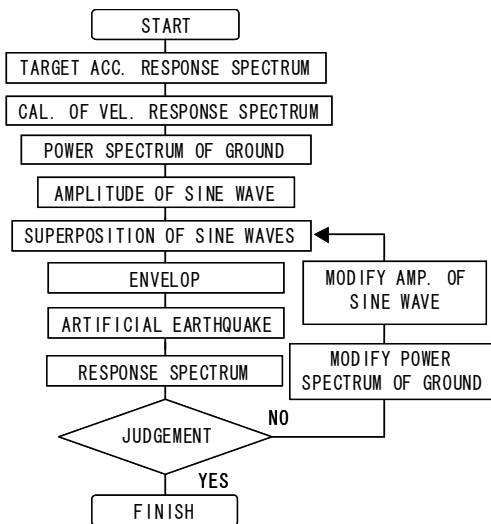 START
TARGET ACC. RESPONSE SPECTRUM
CAL. OF VEL. RESPONSE SPECTRUM
POWER SPECTRUM OF GROUND
AMPLITUDE OF SINE WAVE
SUPERPOSITION OF SINE WAVES
ENVELOP
ARTIFICIAL EARTHQUAKE
RESPONSE SPECTRUM
JUDGEMENT
NO
MODIFY POWER
SPECTRUM OF GROUND
MODIFY AMP. OF
SINE WAVE
YES
FINISH